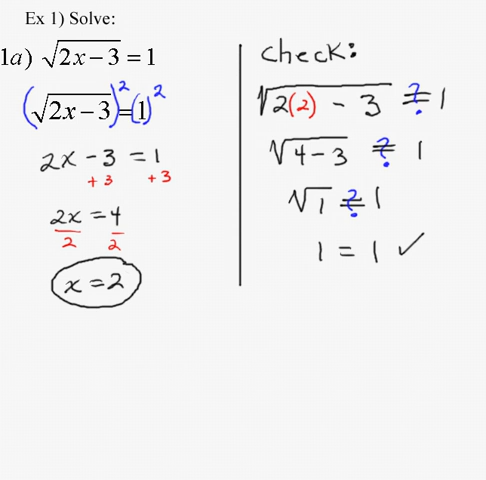 Ex 1) Solve:
1a) √(2x − 3) = 1
(√(2x − 3))² = (1)²
2x − 3 = 1
+3 +3
2x = 4
2 2
x = 2
Check:
√(2(2) − 3) ≟ 1
√(4 − 3) ≟ 1
√1 ≟ 1
1 = 1 ✓